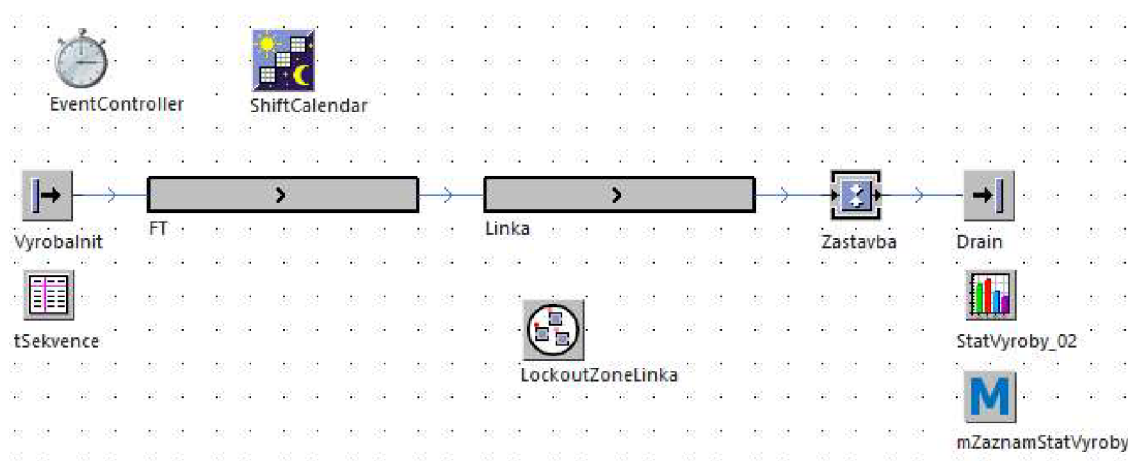 EventController
ShiftCalendar
VyrobaInit
FT
Linka
Zastavba
Drain
tSekvence
LockoutZoneLinka
StatVyroby_02
M
mZaznamStatVyroby